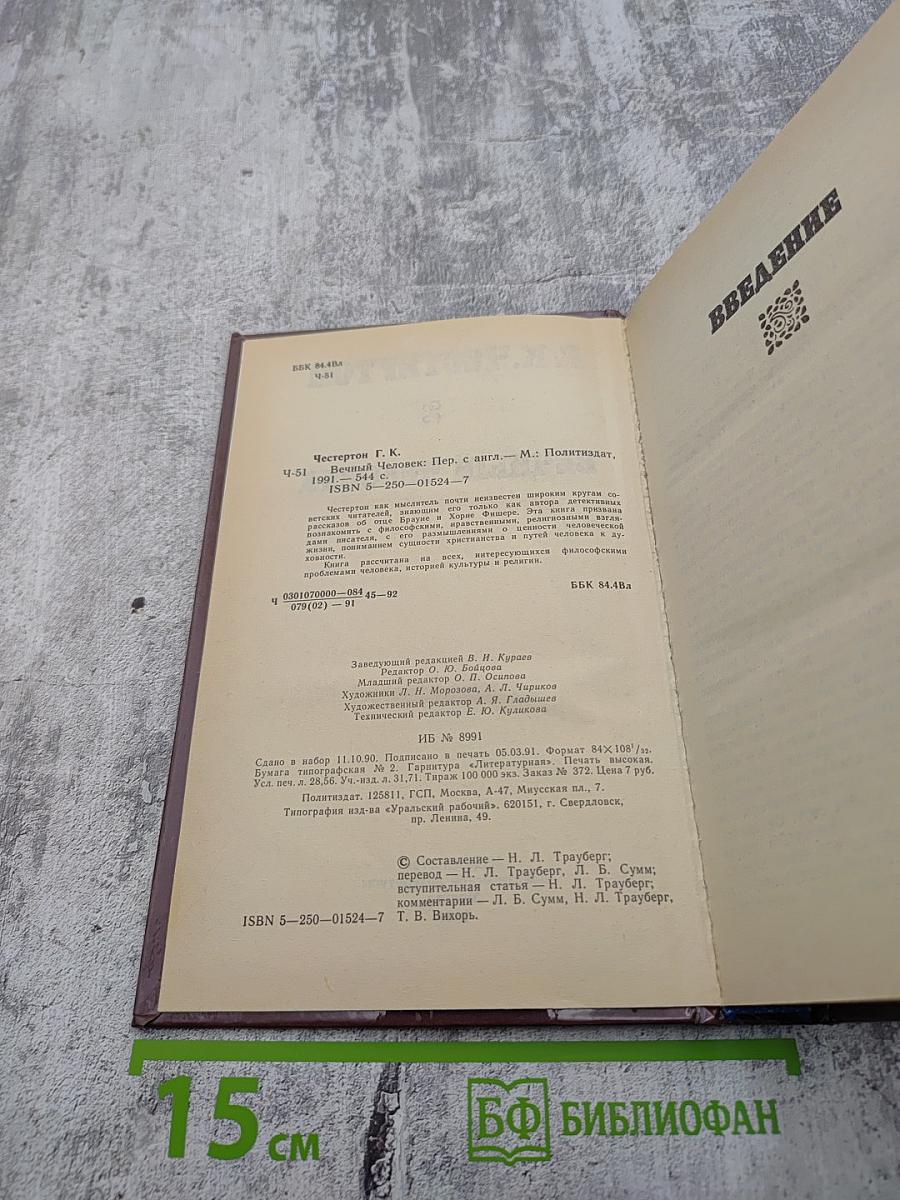 ББК 84.4Вл
Ч-51
Честертон Г. К.
Ч-51 Вечный Человек: Пер. с англ.— М.: Политиздат,
1991.— 544 с.
ISBN 5—250—01524—7
Честертон как мыслитель почти неизвестен широким кругам со-
ветских читателей, знающим его только как автора детективных
рассказов об отце Брауне и Хорне Фишере. Эта книга призвана
познакомить с философскими, нравственными, религиозными взгля-
дами писателя, с его размышлениями о ценности человеческой
жизни, пониманием сущности христианства и путей человека к ду-
ховности.
Книга рассчитана на всех, интересующихся философскими
проблемами человека, историей культуры и религии.
Ч 0301070000—084 45—92
079(02) — 91
ББК 84.4Вл
Заведующий редакцией В. И. Кураев
Редактор О. Ю. Бойцова
Младший редактор О. П. Осипова
Художники Л. Н. Морозова, А. Л. Чириков
Художественный редактор А. Я. Гладышев
Технический редактор Е. Ю. Куликова
ИБ № 8991
Сдано в набор 11.10.90. Подписано в печать 05.03.91. Формат 84×108¹/₃₂.
Бумага типографская № 2. Гарнитура «Литературная». Печать высокая.
Усл. печ. л. 28,56. Уч.-изд. л. 31,71. Тираж 100 000 экз. Заказ № 372. Цена 7 руб.
Политиздат. 125811, ГСП, Москва, А-47, Миусская пл., 7.
Типография изд-ва «Уральский рабочий». 620151, г. Свердловск,
пр. Ленина, 49.
© Составление — Н. Л. Трауберг;
перевод — Н. Л. Трауберг, Л. Б. Сумм;
вступительная статья — Н. Л. Трауберг;
комментарии — Л. Б. Сумм, Н. Л. Трауберг,
ISBN 5—250—01524—7 Т. В. Вихорь.
ВВЕДЕНИЕ
15 см
БФ БИБЛИОФАН